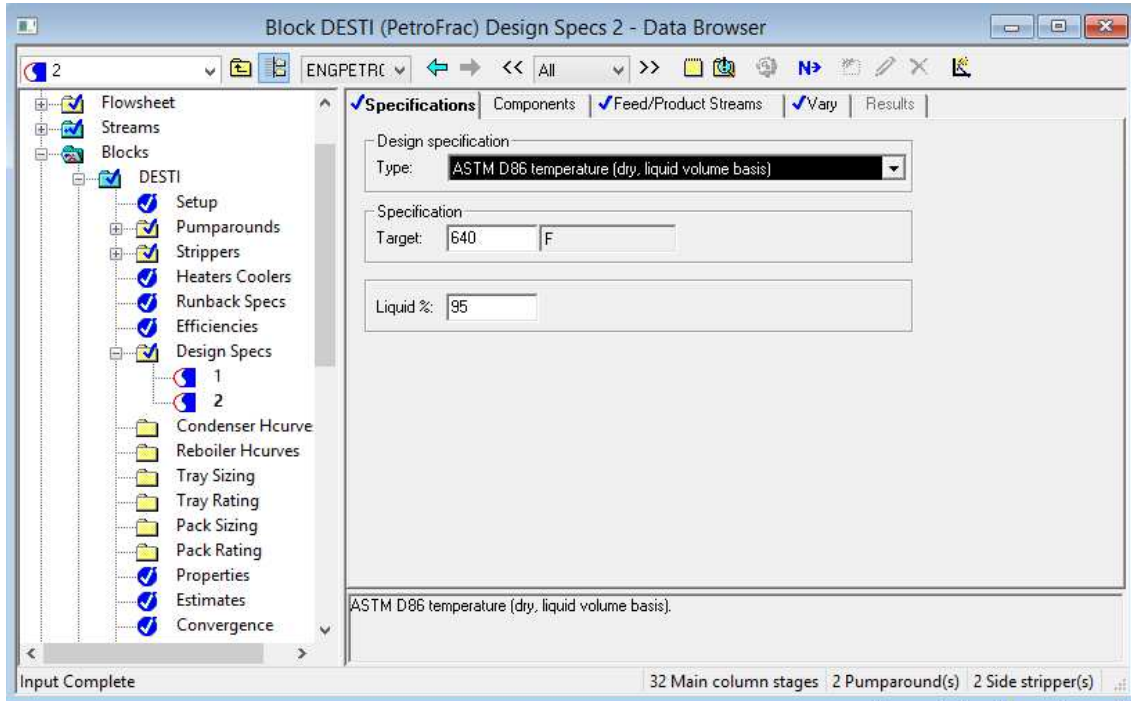 Block DESTI (PetroFrac) Design Specs 2 - Data Browser
2 ENGPETRO << All >> N
Flowsheet
Streams
Blocks
DESTI
Setup
Pumparounds
Strippers
Heaters Coolers
Runback Specs
Efficiencies
Design Specs
1
2
Condenser Hcurve
Reboiler Hcurves
Tray Sizing
Tray Rating
Pack Sizing
Pack Rating
Properties
Estimates
Convergence
Specifications Components Feed/Product Streams Vary Results
Design specification
Type: ASTM D86 temperature (dry, liquid volume basis)
Specification
Target: 640 F
Liquid %: 95
ASTM D86 temperature (dry, liquid volume basis).
Input Complete 32 Main column stages 2 Pumparound(s) 2 Side stripper(s)